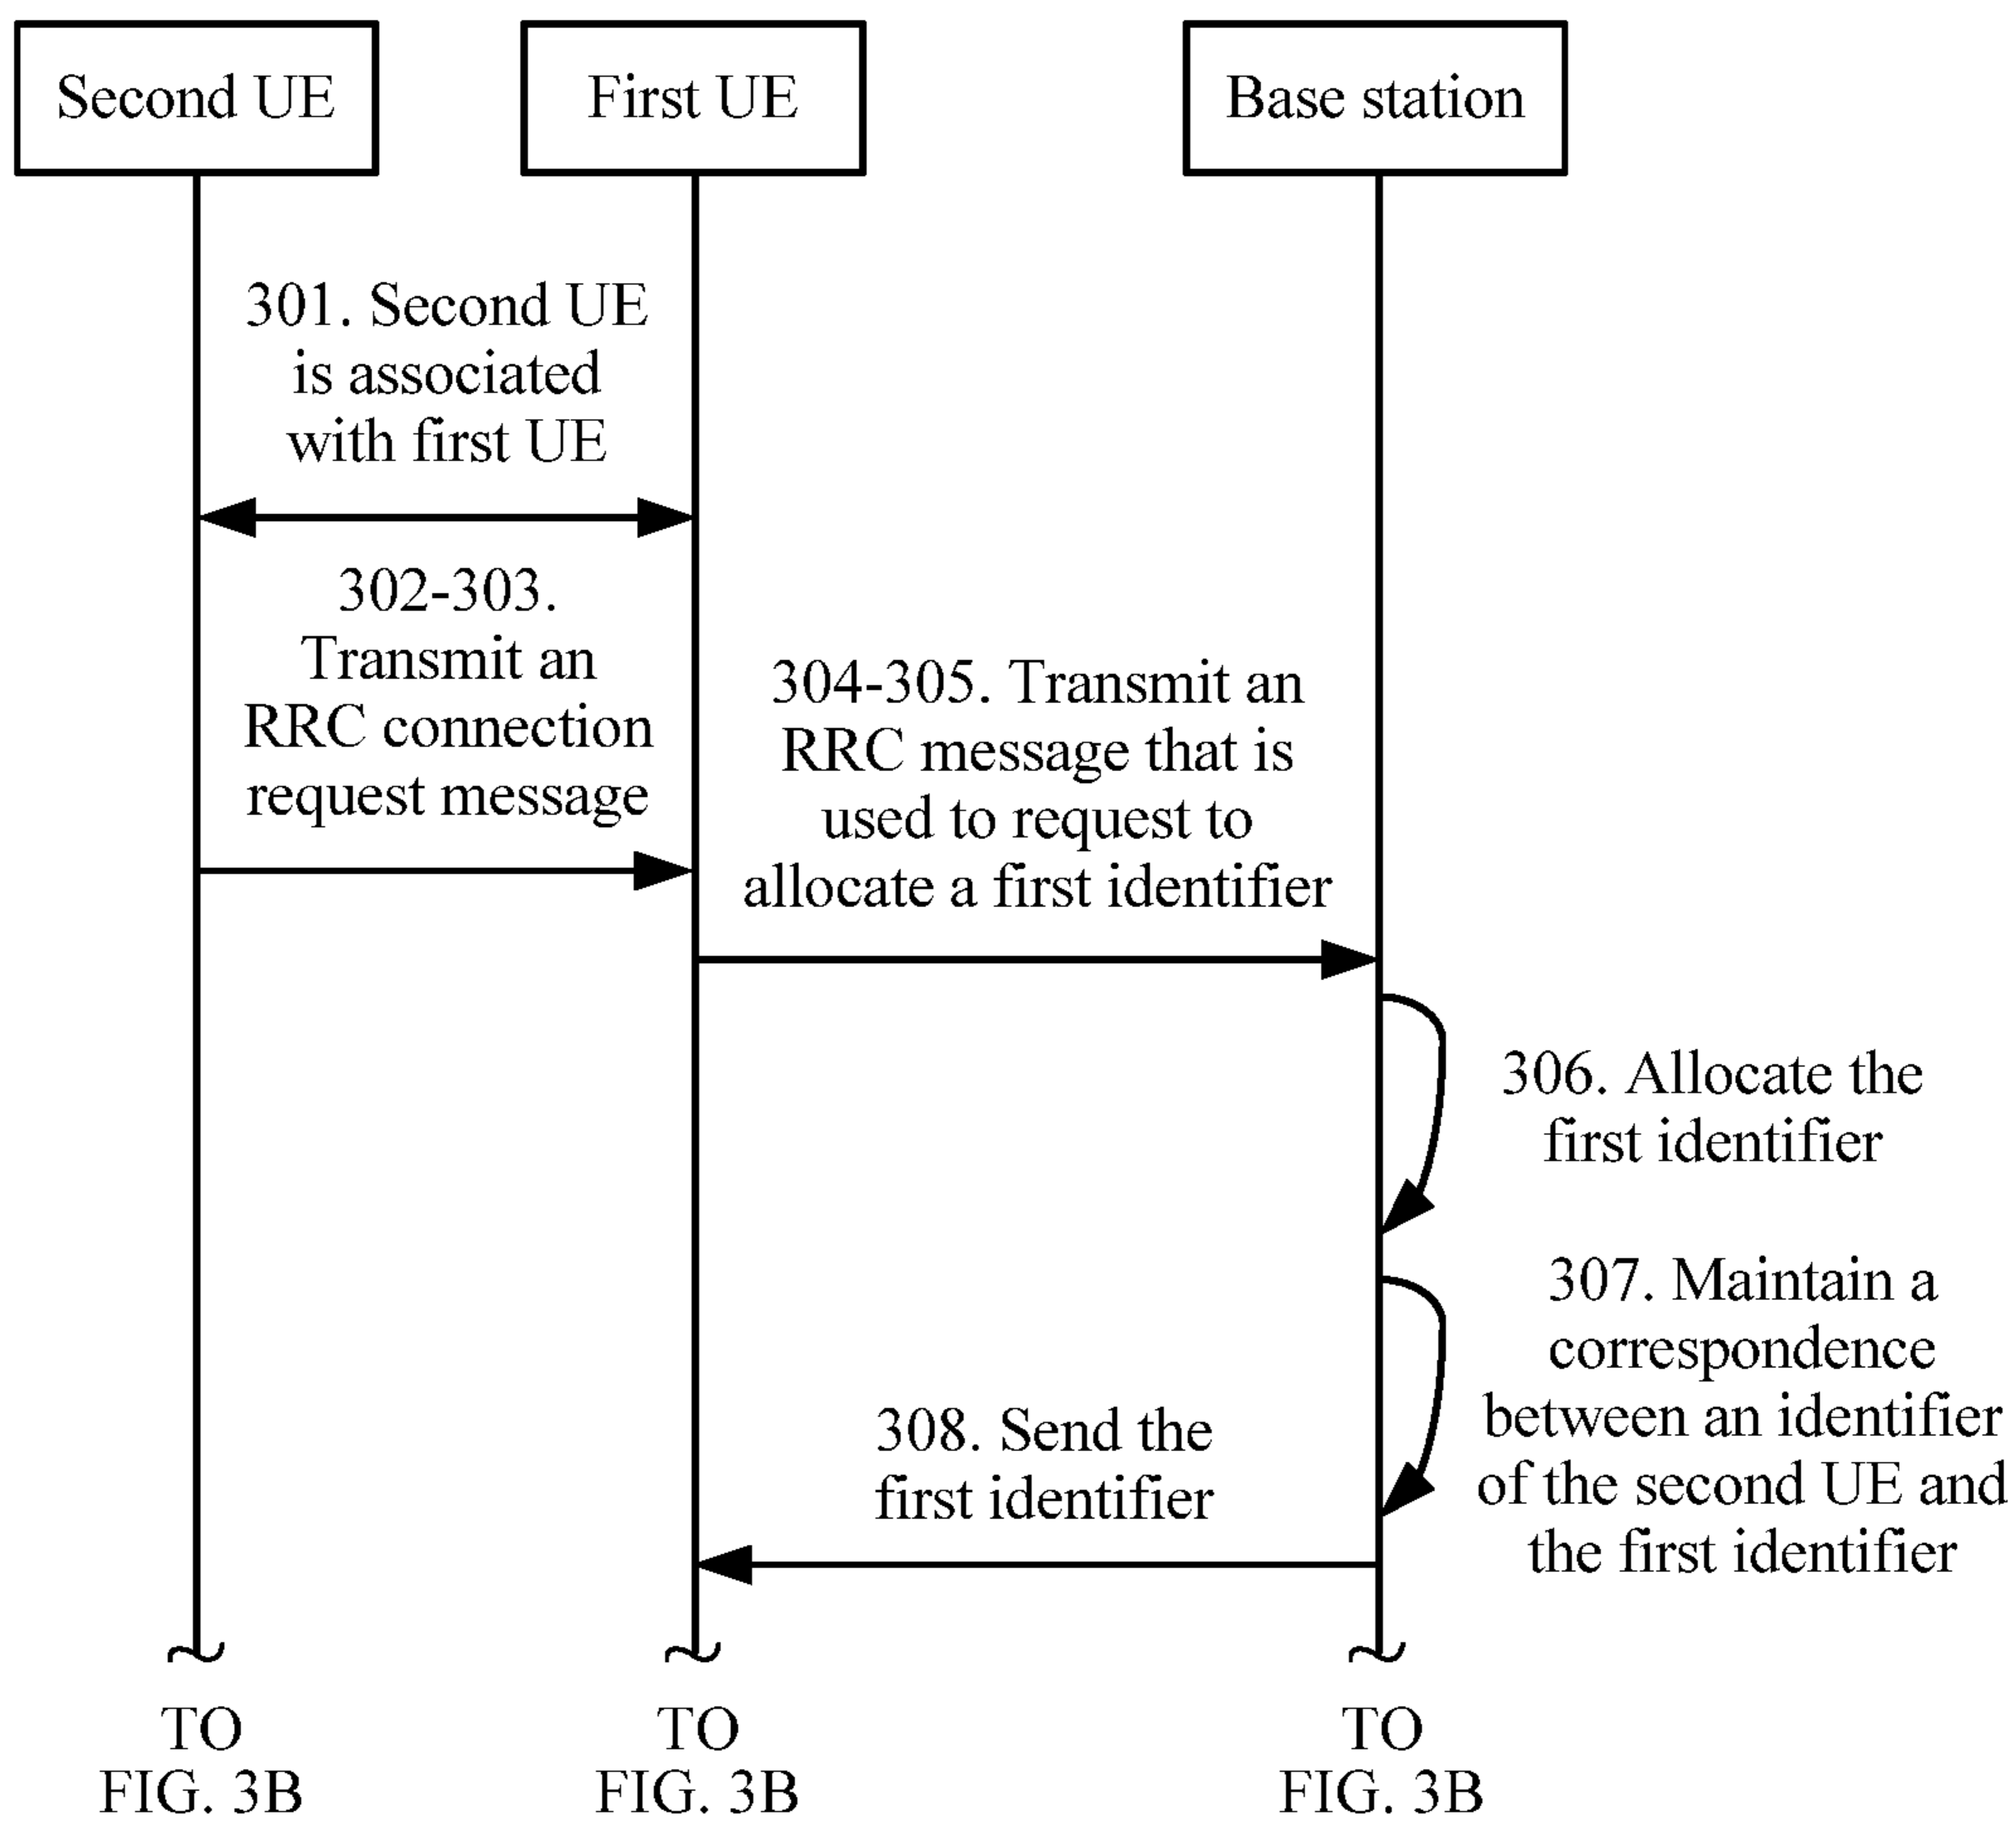 Second UE
First UE
Base station
301. Second UE
is associated
with first UE
302-303.
Transmit an
RRC connection
request message
304-305. Transmit an
RRC message that is
used to request to
allocate a first identifier
306. Allocate the
first identifier
307. Maintain a
correspondence
between an identifier
of the second UE and
the first identifier
308. Send the
first identifier
TO
FIG. 3B
TO
FIG. 3B
TO
FIG. 3B